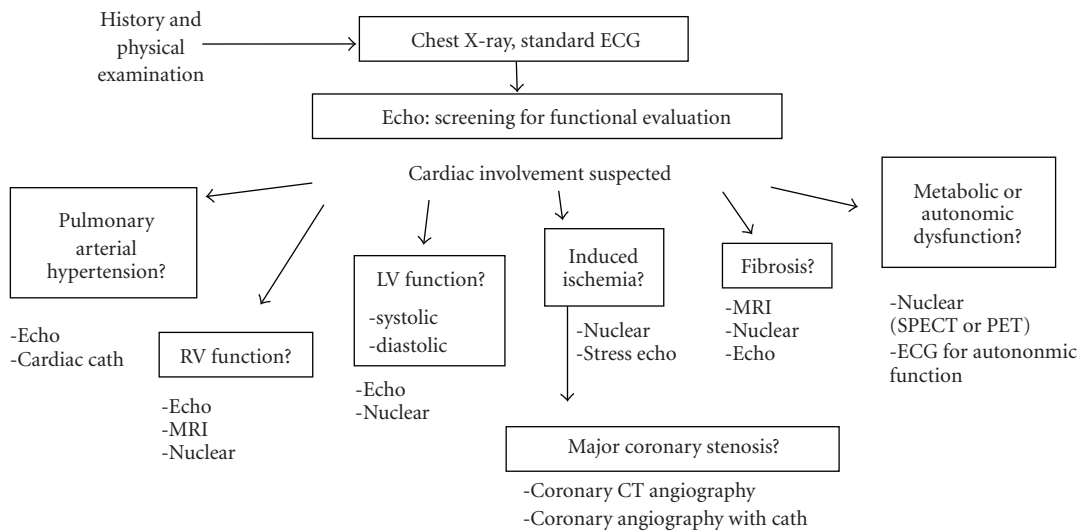 History and
physical
examination
Chest X-ray, standard ECG
Echo: screening for functional evaluation
Cardiac involvement suspected
Pulmonary
arterial
hypertension?
-Echo
-Cardiac cath
RV function?
-Echo
-MRI
-Nuclear
LV function?
-systolic
-diastolic
-Echo
-Nuclear
Induced
ischemia?
-Nuclear
-Stress echo
Major coronary stenosis?
-Coronary CT angiography
-Coronary angiography with cath
Fibrosis?
-MRI
-Nuclear
-Echo
Metabolic or
autonomic
dysfunction?
-Nuclear
(SPECT or PET)
-ECG for autononmic
function